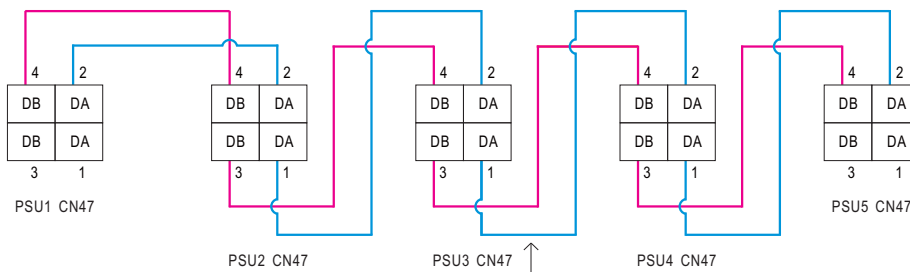 4 2 4 2 4 2 4 2 4 2
DB DA DB DA DB DA DB DA DB DA
DB DA DB DA DB DA DB DA DB DA
3 1 3 1 3 1 3 1 3 1
PSU1 CN47 PSU5 CN47
PSU2 CN47 PSU3 CN47 PSU4 CN47